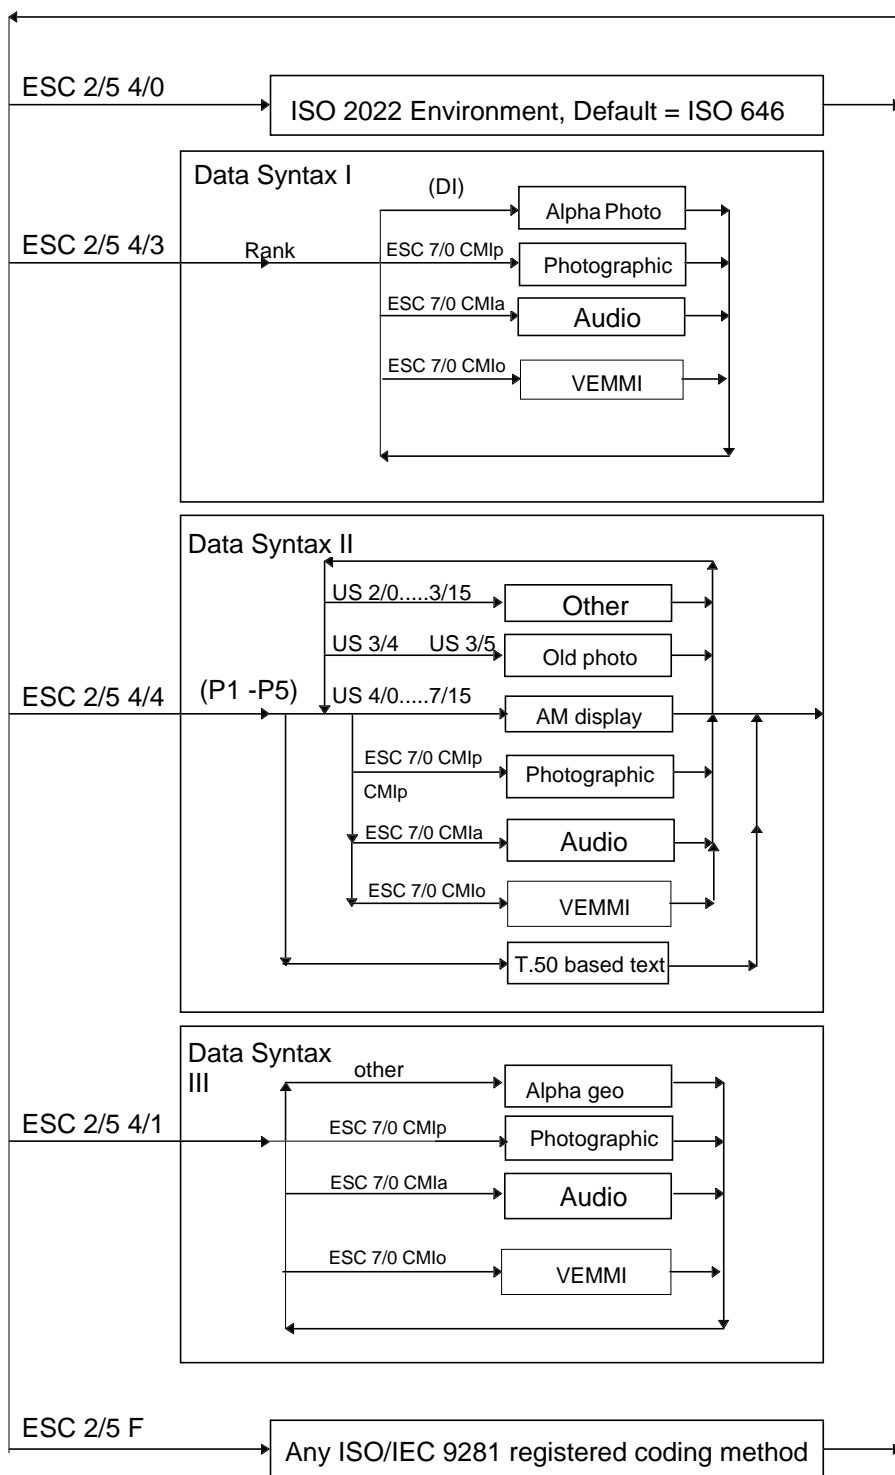 ESC 2/5 4/0
ISO 2022 Environment, Default = ISO 646
Data Syntax I
(DI)
Alpha Photo
ESC 2/5 4/3
Rank
ESC 7/0 CMIp
Photographic
ESC 7/0 CMIa
Audio
ESC 7/0 CMIo
VEMMI
Data Syntax II
US 2/0.....3/15
Other
US 3/4 US 3/5
Old photo
ESC 2/5 4/4
(P1 -P5)
US 4/0.....7/15
AM display
ESC 7/0 CMIp
Photographic
CMIp
ESC 7/0 CMIa
Audio
ESC 7/0 CMIo
VEMMI
T.50 based text
Data Syntax
III
other
Alpha geo
ESC 2/5 4/1
ESC 7/0 CMIp
Photographic
ESC 7/0 CMIa
Audio
ESC 7/0 CMIo
VEMMI
ESC 2/5 F
Any ISO/IEC 9281 registered coding method